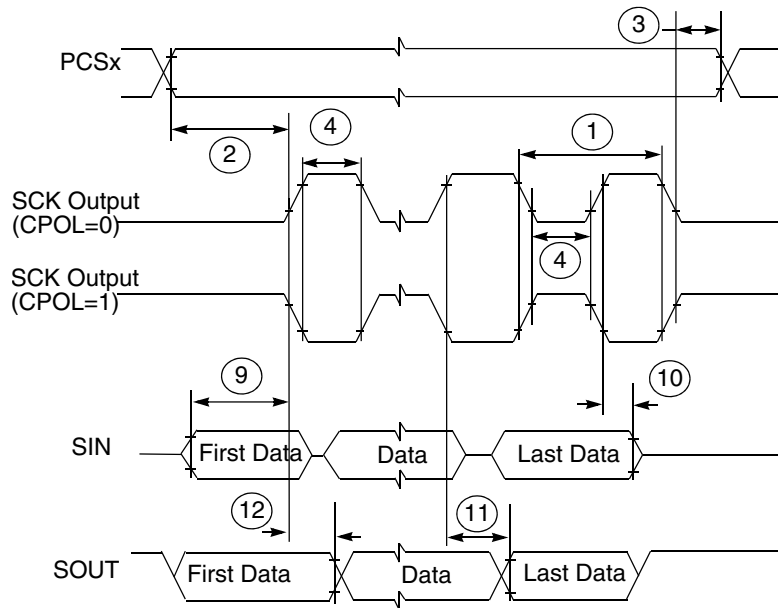 3
PCSx
2
4
1
SCK Output
(CPOL=0)
4
SCK Output
(CPOL=1)
9
10
SIN
First Data
Data
Last Data
12
11
SOUT
First Data
Data
Last Data